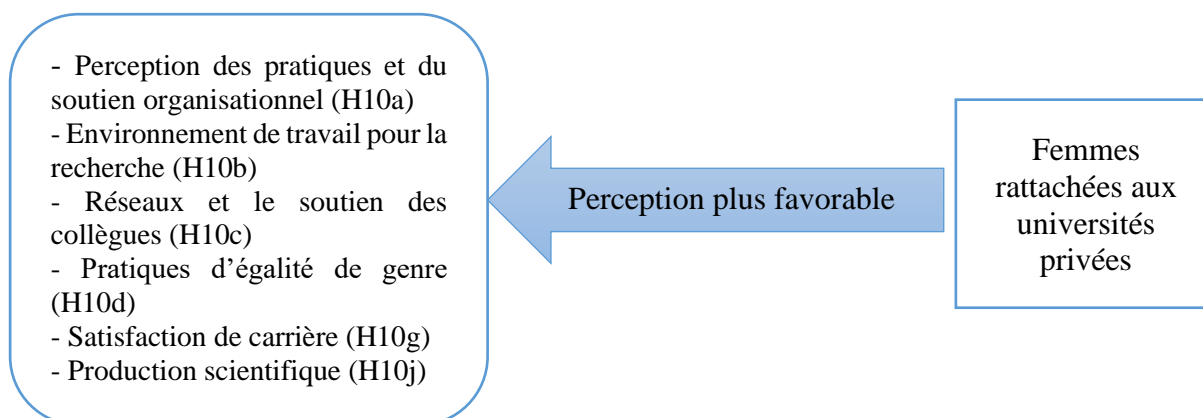 - Perception des pratiques et du
soutien organisationnel (H10a)
- Environnement de travail pour la
recherche (H10b)
- Réseaux et le soutien des
collègues (H10c)
- Pratiques d'égalité de genre
(H10d)
- Satisfaction de carrière (H10g)
- Production scientifique (H10j)
Perception plus favorable
Femmes
rattachées aux
universités
privées